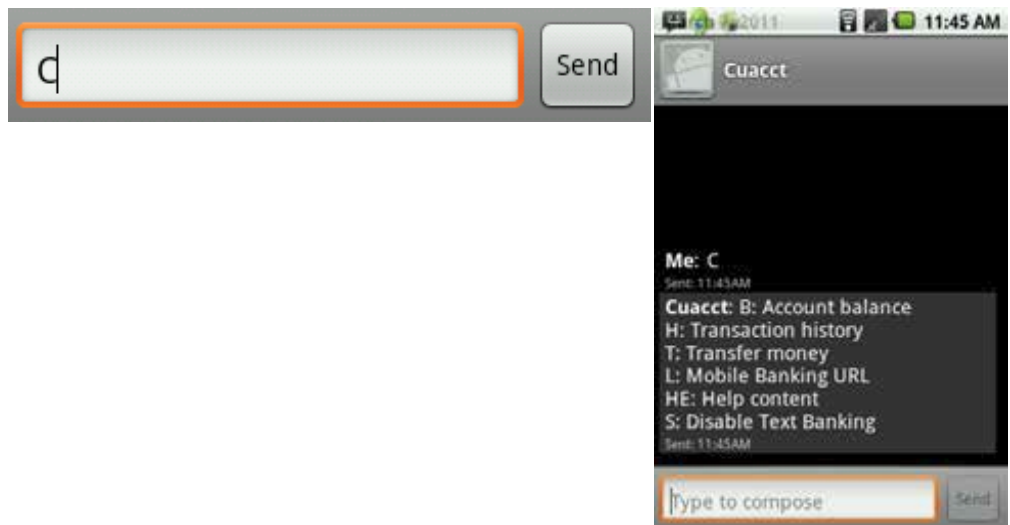 C
Send
2011
11:45 AM
Cuacct
Me: C
Sent: 11:45AM
Cuacct: B: Account balance
H: Transaction history
T: Transfer money
L: Mobile Banking URL
HE: Help content
S: Disable Text Banking
Sent: 11:45AM
Type to compose
Send